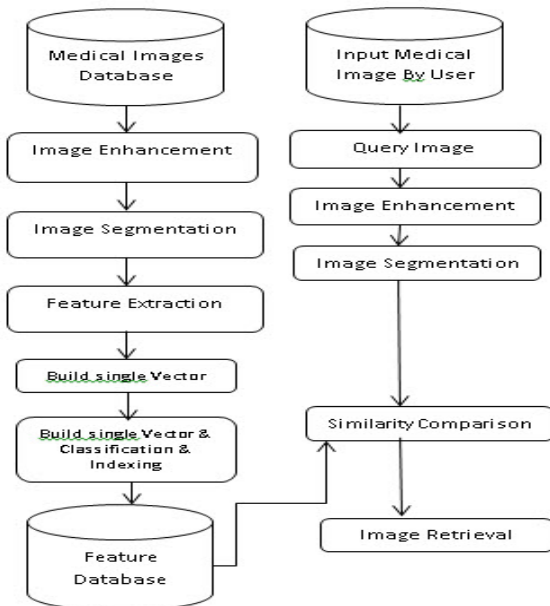 Medical Images
Database
Image Enhancement
Image Segmentation
Feature Extraction
Build single Vector
Build single Vector &
Classification &
Indexing
Feature
Database
Input Medical
Image By User
Query Image
Image Enhancement
Image Segmentation
Similarity Comparison
Image Retrieval